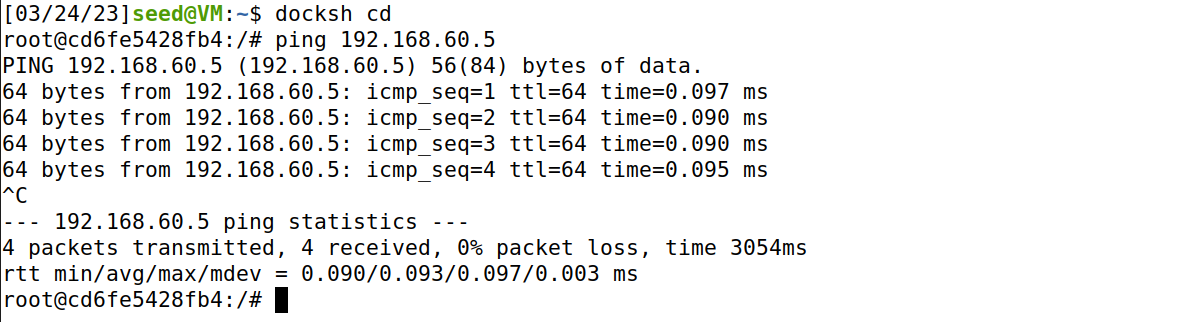 [03/24/23]seed@VM:~$ docksh cd
root@cd6fe5428fb4:/# ping 192.168.60.5
PING 192.168.60.5 (192.168.60.5) 56(84) bytes of data.
64 bytes from 192.168.60.5: icmp_seq=1 ttl=64 time=0.097 ms
64 bytes from 192.168.60.5: icmp_seq=2 ttl=64 time=0.090 ms
64 bytes from 192.168.60.5: icmp_seq=3 ttl=64 time=0.090 ms
64 bytes from 192.168.60.5: icmp_seq=4 ttl=64 time=0.095 ms
^C
--- 192.168.60.5 ping statistics ---
4 packets transmitted, 4 received, 0% packet loss, time 3054ms
rtt min/avg/max/mdev = 0.090/0.093/0.097/0.003 ms
root@cd6fe5428fb4:/#